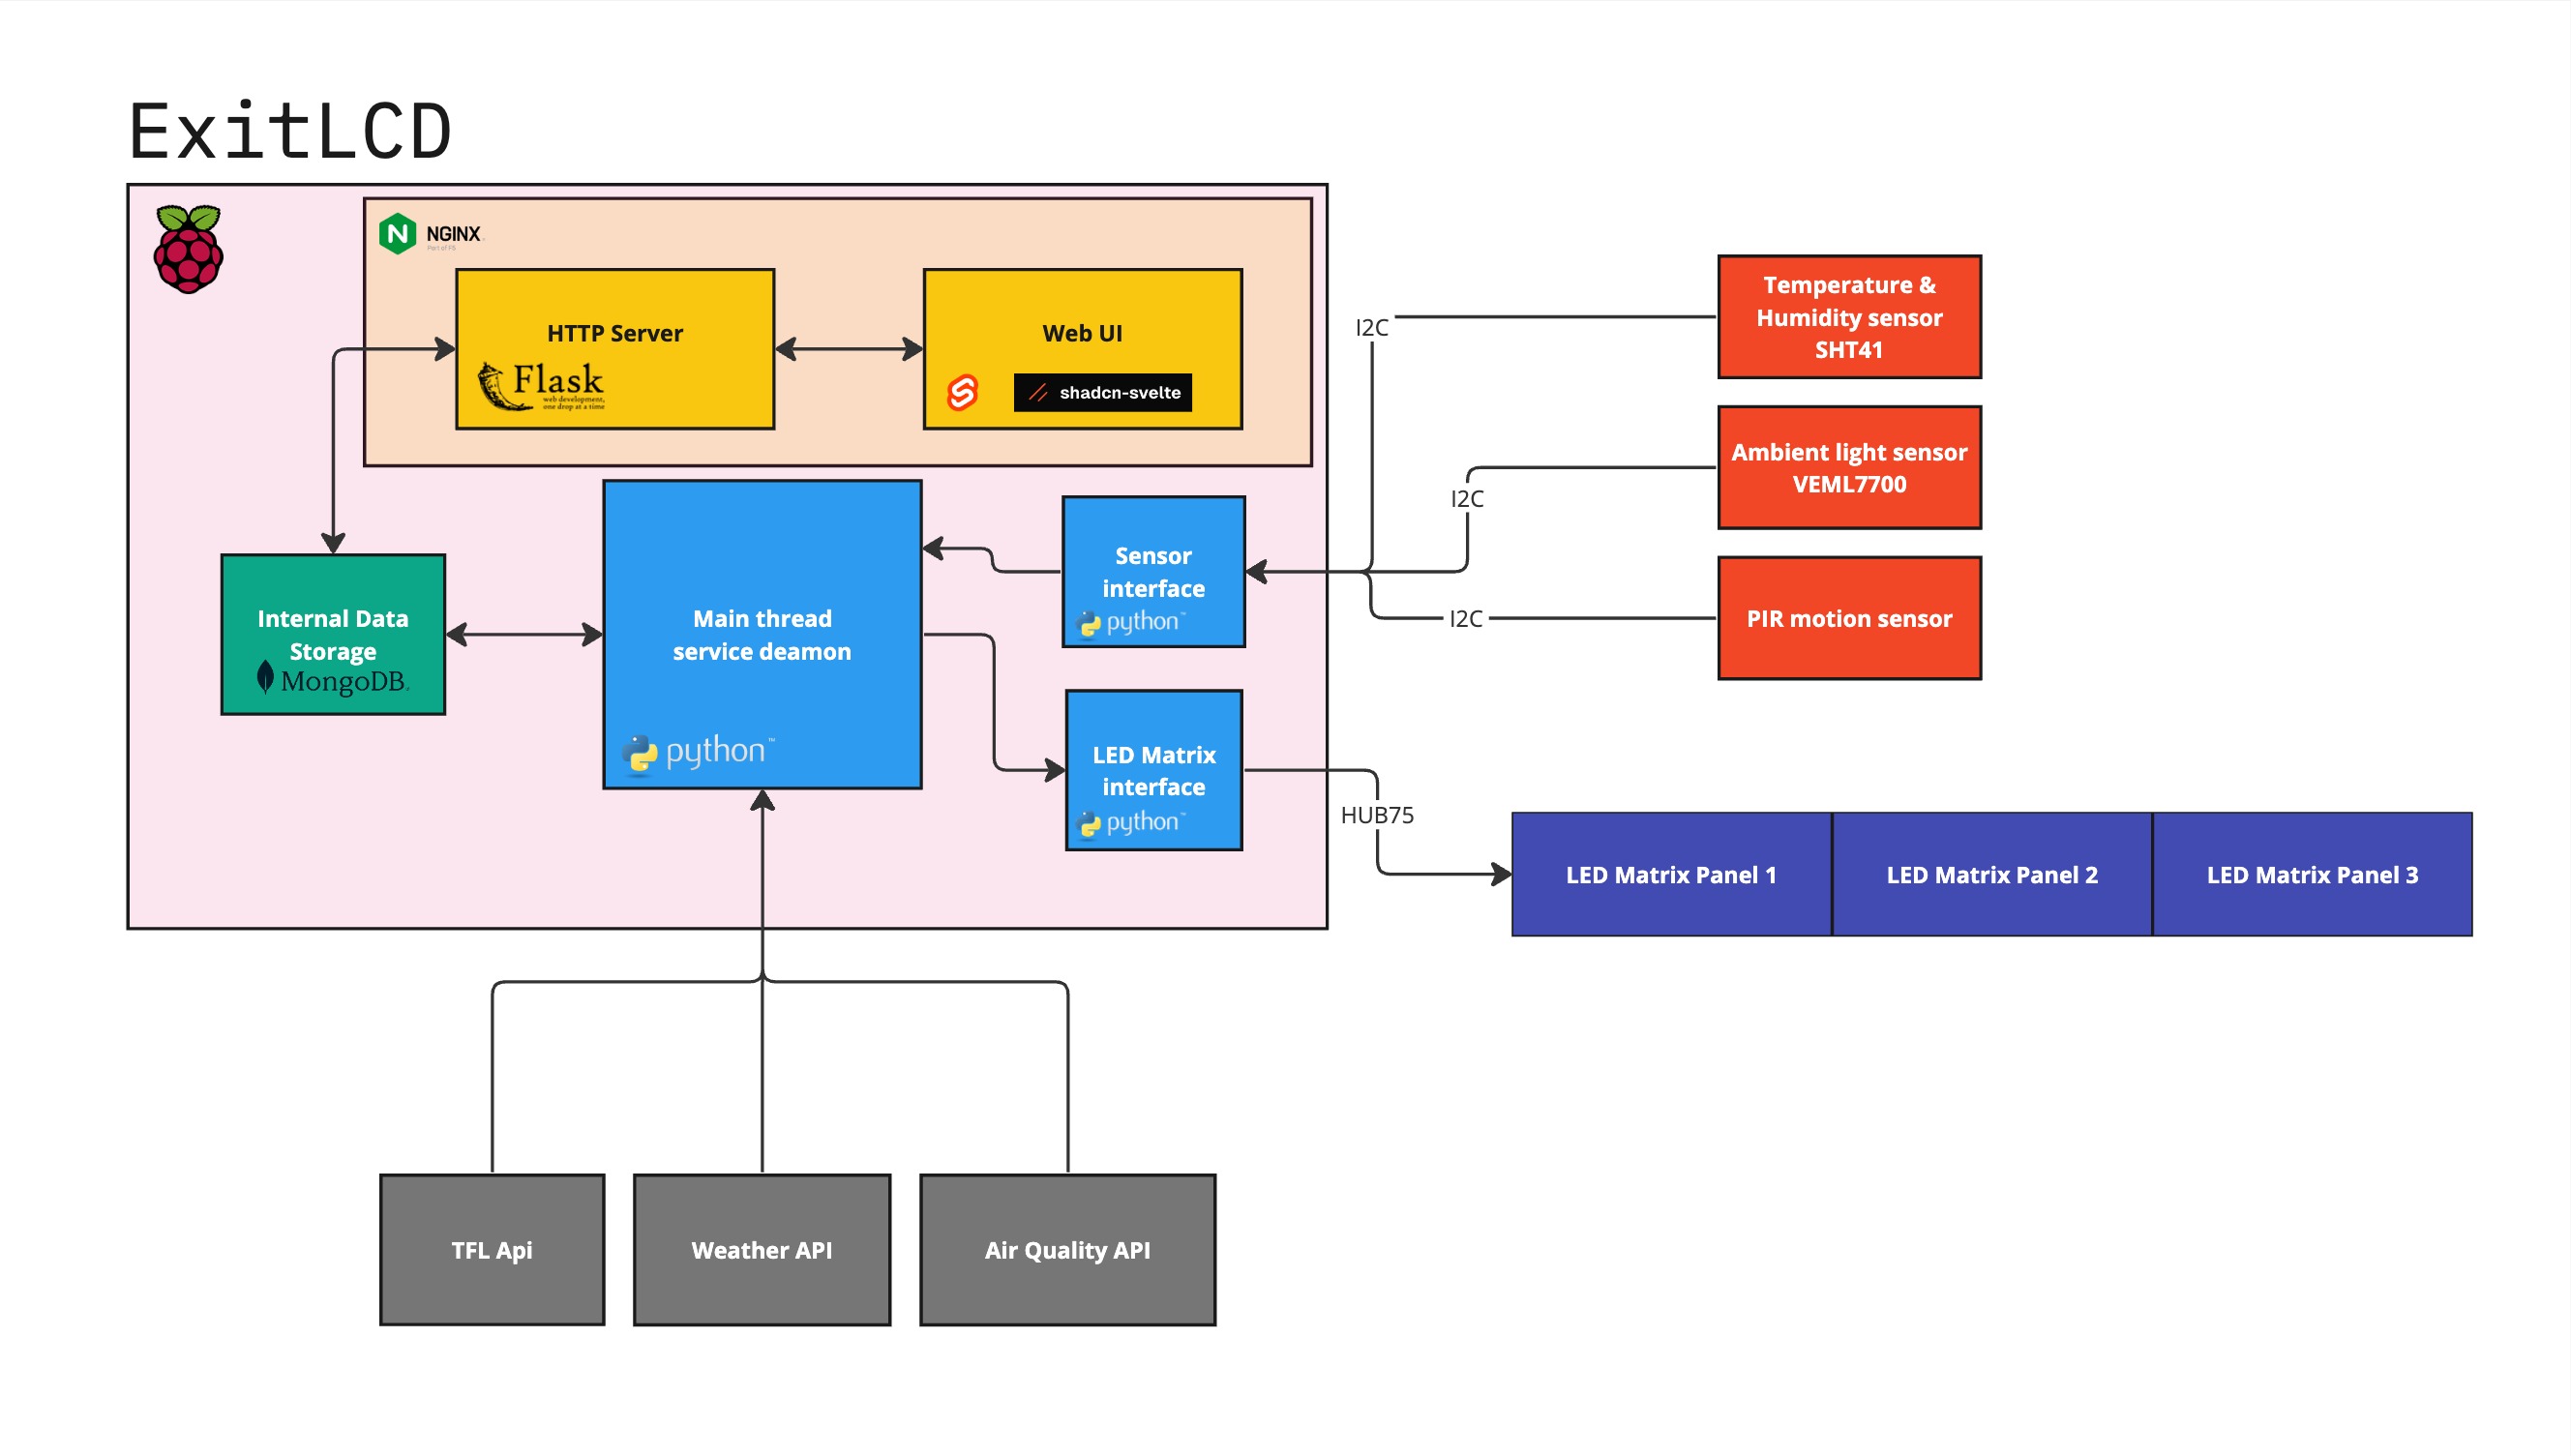 ExitLCD
NGINX
Part of F5
HTTP Server
Flask
web development,
one drop at a time
Web UI
shadcn-svelte
I2C
Temperature &
Humidity sensor
SHT41
Ambient light sensor
VEML7700
I2C
Sensor
interface
python™
I2C
PIR motion sensor
Internal Data
Storage
MongoDB
Main thread
service deamon
python™
LED Matrix
interface
python™
HUB75
LED Matrix Panel 1
LED Matrix Panel 2
LED Matrix Panel 3
TFL Api
Weather API
Air Quality API